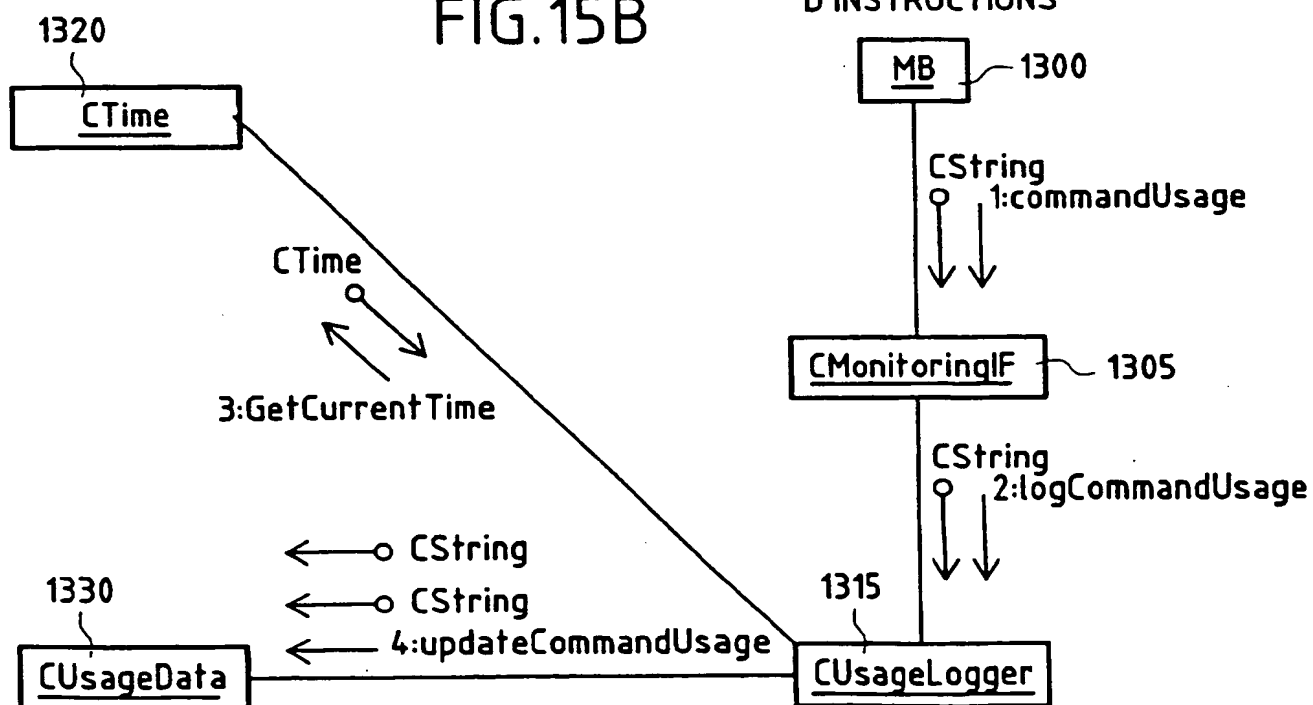 FIG.15B
1320
CTime
MB
1300
CString
1:commandUsage
CTime
3:GetCurrentTime
CMonitoringIF
1305
CString
2:logCommandUsage
CString
CString
4:updateCommandUsage
1330
CUsageData
1315
CUsageLogger